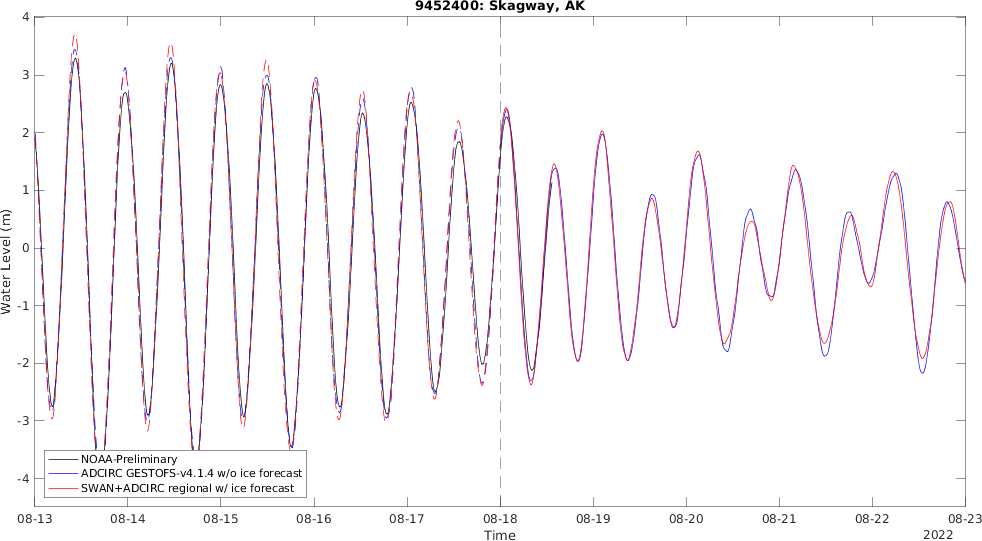 9452400: Skagway, AK
4
3
2
1
0
-1
-2
-3
-4
Water Level (m)
NOAA-Preliminary
ADCIRC GESTOFS-v4.1.4 w/o ice forecast
SWAN+ADCIRC regional w/ ice forecast
08-13 08-14 08-15 08-16 08-17 08-18 08-19 08-20 08-21 08-22 08-23
Time
2022